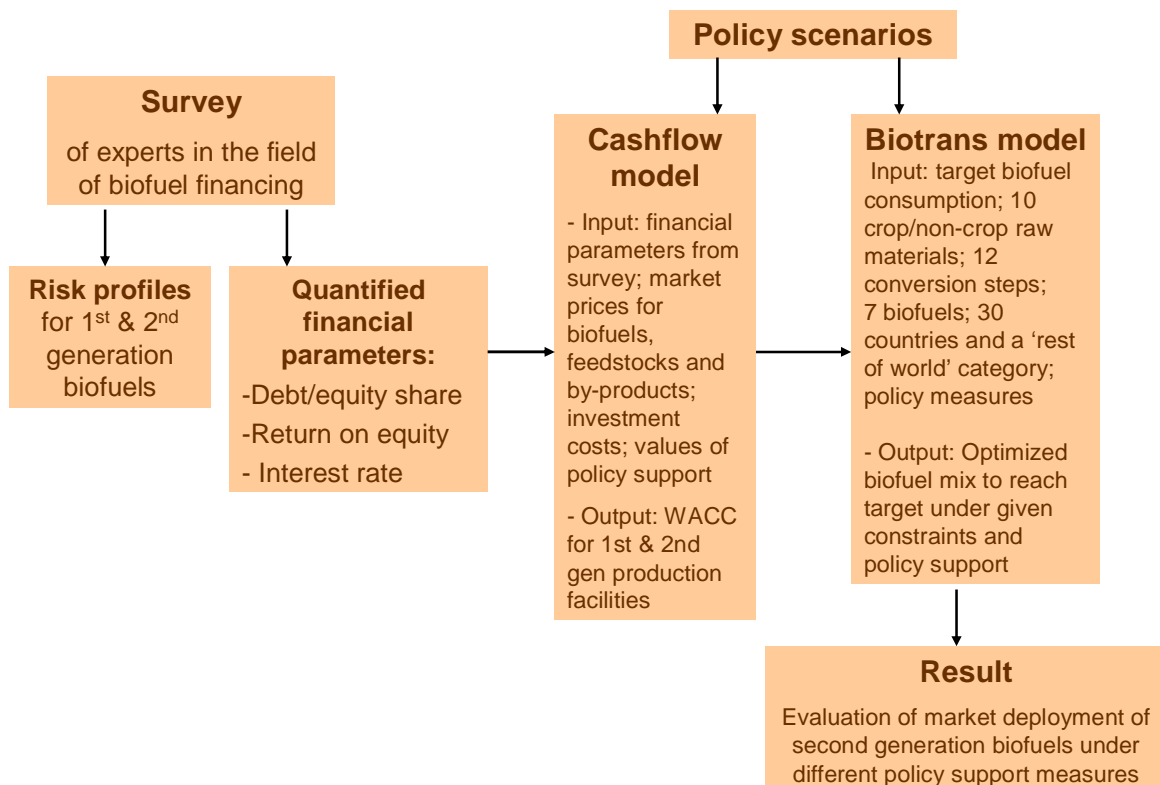 Policy scenarios
Survey
of experts in the field
of biofuel financing
Risk profiles
for 1st & 2nd
generation
biofuels
Quantified
financial
parameters:
-Debt/equity share
-Return on equity
- Interest rate
Cashflow
model
- Input: financial
parameters from
survey; market
prices for
biofuels,
feedstocks and
by-products;
investment
costs; values of
policy support
- Output: WACC
for 1st & 2nd
gen production
facilities
Biotrans model
Input: target biofuel
consumption; 10
crop/non-crop raw
materials; 12
conversion steps;
7 biofuels; 30
countries and a ‘rest
of world’ category;
policy measures
- Output: Optimized
biofuel mix to reach
target under given
constraints and
policy support
Result
Evaluation of market deployment of
second generation biofuels under
different policy support measures